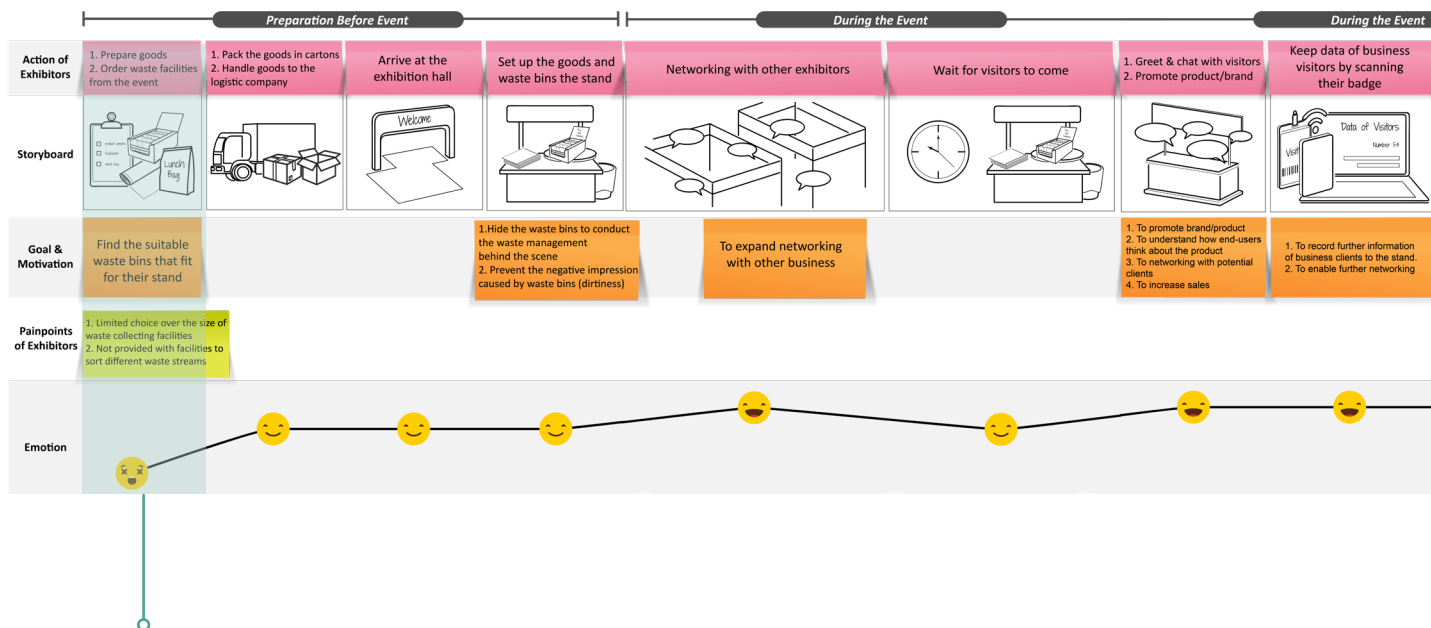 Preparation Before Event
During the Event
During the Event
Action of
Exhibitors
1. Prepare goods
2. Order waste facilities
from the event
1. Pack the goods in cartons
2. Handle goods to the
logistic company
Arrive at the
exhibition hall
Set up the goods and
waste bins the stand
Networking with other exhibitors
Wait for visitors to come
1. Greet & chat with visitors
2. Promote product/brand
Keep data of business
visitors by scanning
their badge
Storyboard
Lunch
Bag
Welcome
Visit
Data of Visitors
Goal &
Motivation
Find the suitable
waste bins that fit
for their stand
1.Hide the waste bins to conduct
the waste management
behind the scene
2. Prevent the negative impression
caused by waste bins (dirtiness)
To expand networking
with other business
1. To promote brand/product
2. To understand how end-users
think about the product
3. To networking with potential
clients
4. To increase sales
1. To record further information
of business clients to the stand.
2. To enable further networking
Painpoints
of Exhibitors
1. Limited choice over the size of
waste collecting facilities
2. Not provided with facilities to
sort different waste streams
Emotion